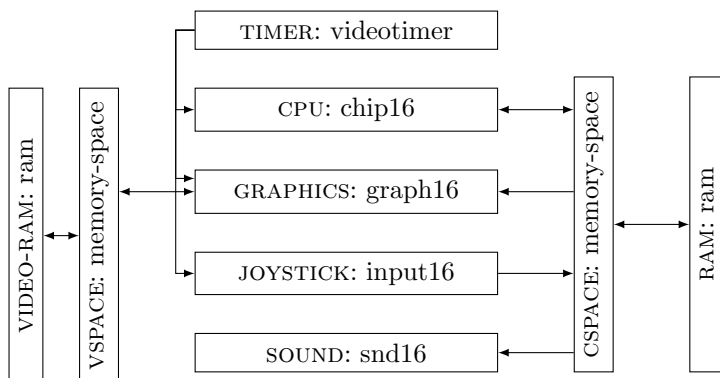 TIMER: videotimer
CPU: chip16
GRAPHICS: graph16
JOYSTICK: input16
SOUND: snd16
VIDEO-RAM: ram
VSPACE: memory-space
CSPACE: memory-space
RAM: ram